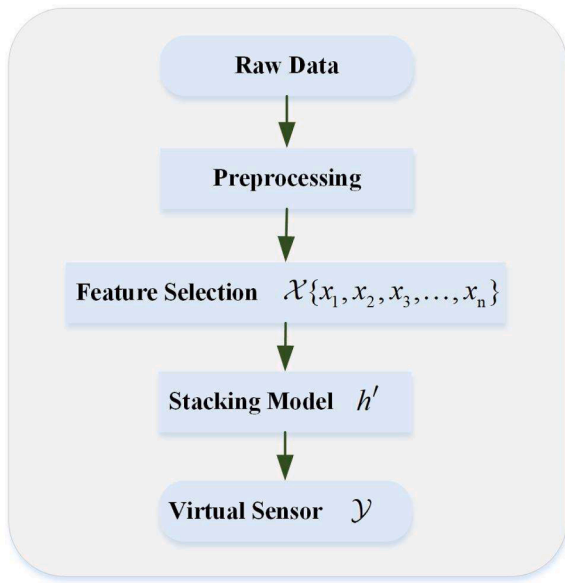 Raw Data
Preprocessing
Feature Selection 𝒳{x₁, x₂, x₃, ..., xₙ}
Stacking Model h′
Virtual Sensor 𝒴